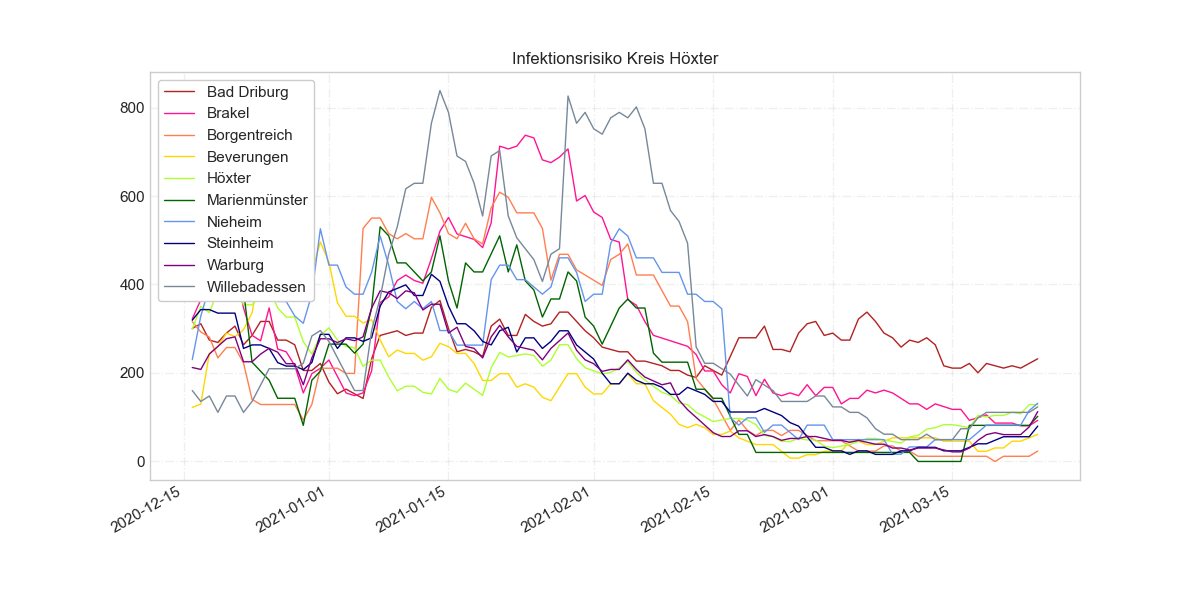 Infektionsrisiko Kreis Höxter
Bad Driburg
Brakel
Borgentreich
Beverungen
Höxter
Marienmünster
Nieheim
Steinheim
Warburg
Willebadessen
800
600
400
200
0
2020-12-15
2021-01-01
2021-01-15
2021-02-01
2021-02-15
2021-03-01
2021-03-15